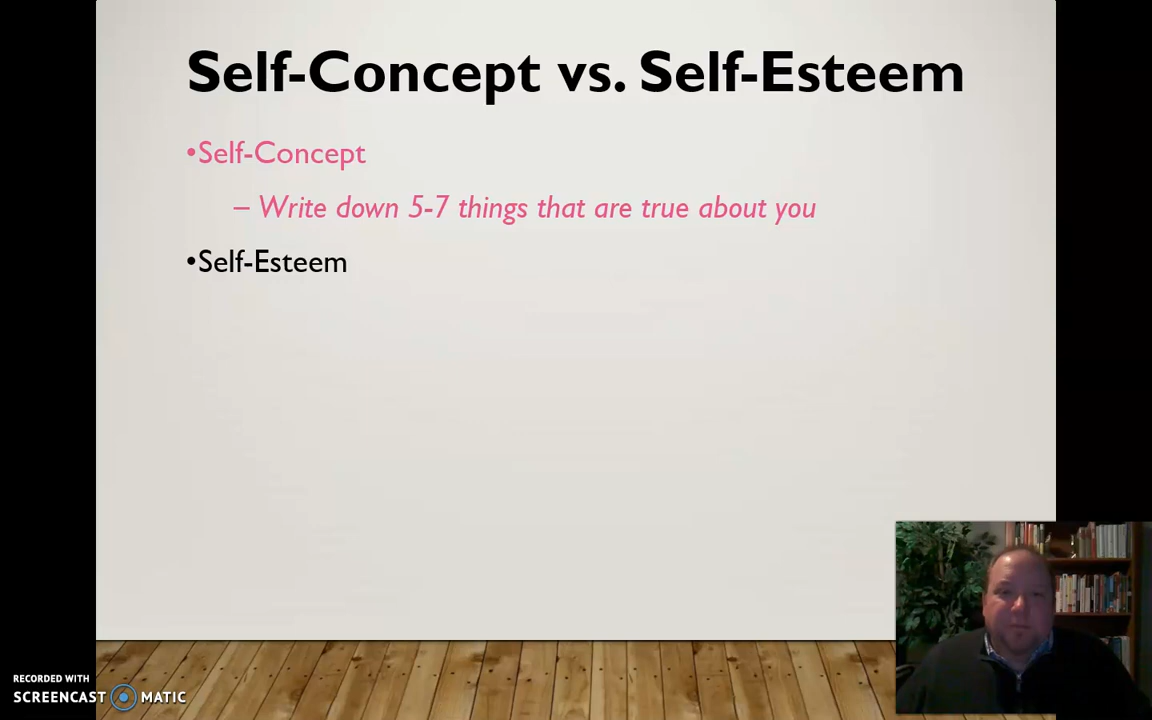 Self-Concept vs. Self-Esteem
•Self-Concept
– Write down 5-7 things that are true about you
•Self-Esteem
RECORDED WITH
SCREENCAST MATIC